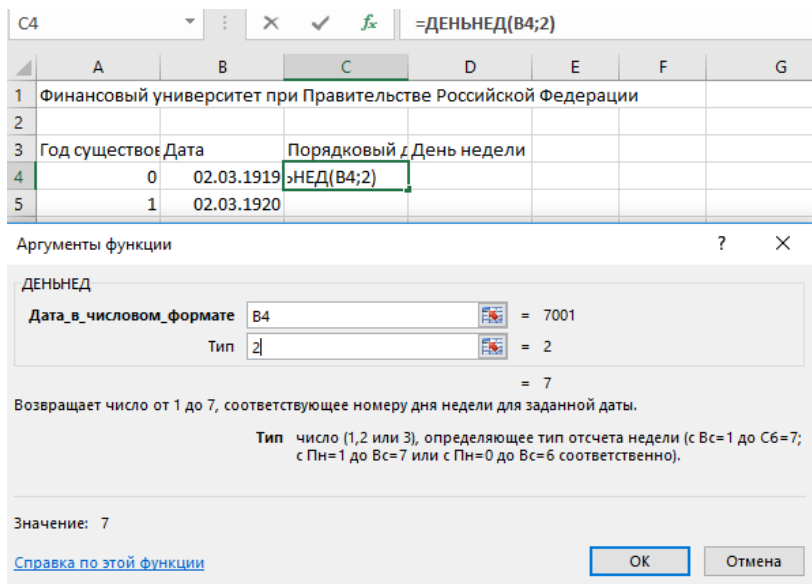 C4 fx =ДЕНЬНЕД(B4;2)
A B C D E F G
1 Финансовый университет при Правительстве Российской Федерации
2
3 Год существов Дата Порядковый д День недели
4 0 02.03.1919 ьНЕД(B4;2)
5 1 02.03.1920
Аргументы функции ?
ДЕНЬНЕД
Дата_в_числовом_формате B4 = 7001
Тип 2 = 2
= 7
Возвращает число от 1 до 7, соответствующее номеру дня недели для заданной даты.
Тип число (1,2 или 3), определяющее тип отсчета недели (с Вс=1 до Сб=7;
с Пн=1 до Вс=7 или с Пн=0 до Вс=6 соответственно).
Значение: 7
Справка по этой функции
ОК Отмена